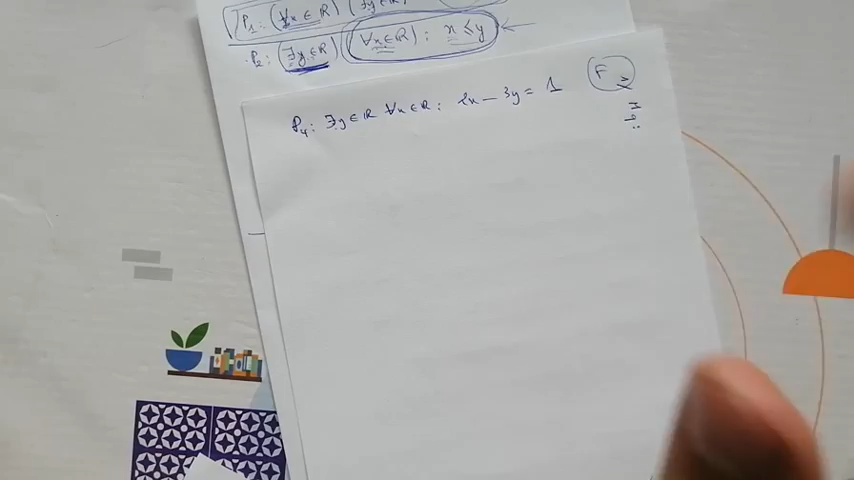 P₁: (∀x∈ℝ) (∃y∈ℝ)
P₂: (∃y∈ℝ) (∀x∈ℝ): x ≤ y
P₄: ∃y∈ℝ ∀x∈ℝ: 2x – 3y = 1
F